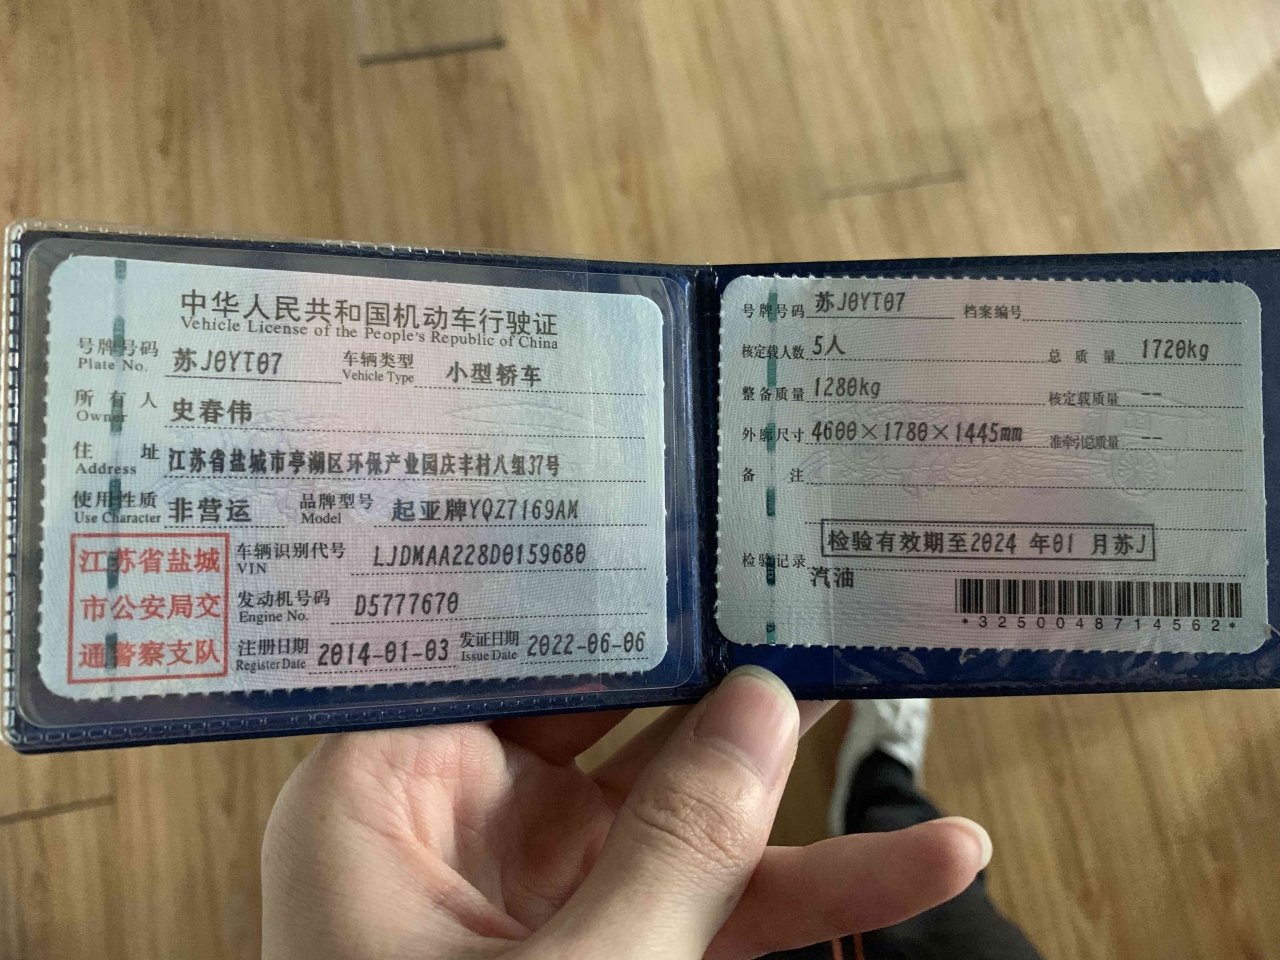 中华人民共和国机动车行驶证
Vehicle License of the People's Republic of China
号牌号码 苏J0YT07 车辆类型 小型轿车
Plate No. Vehicle Type
所有人 史春伟
Owner
住址 江苏省盐城市亭湖区环保产业园庆丰村八组37号
Address
使用性质 非营运 品牌型号 起亚牌YQZ7169AM
Use Character Model
江苏省盐城
市公安局交
通警察支队
车辆识别代号 LJDMAA228D0159680
VIN
发动机号码 D5777670
Engine No.
注册日期 2014-01-03 发证日期 2022-06-06
Register Date Issue Date
号牌号码 苏J0YT07 档案编号
核定载人数 5人 总质量 1720kg
整备质量 1280kg 核定载质量 --
外廓尺寸 4600×1780×1445mm 准牵引总质量 --
备注
检验有效期至2024 年01 月苏J
检验记录
汽油
*3250048714562*